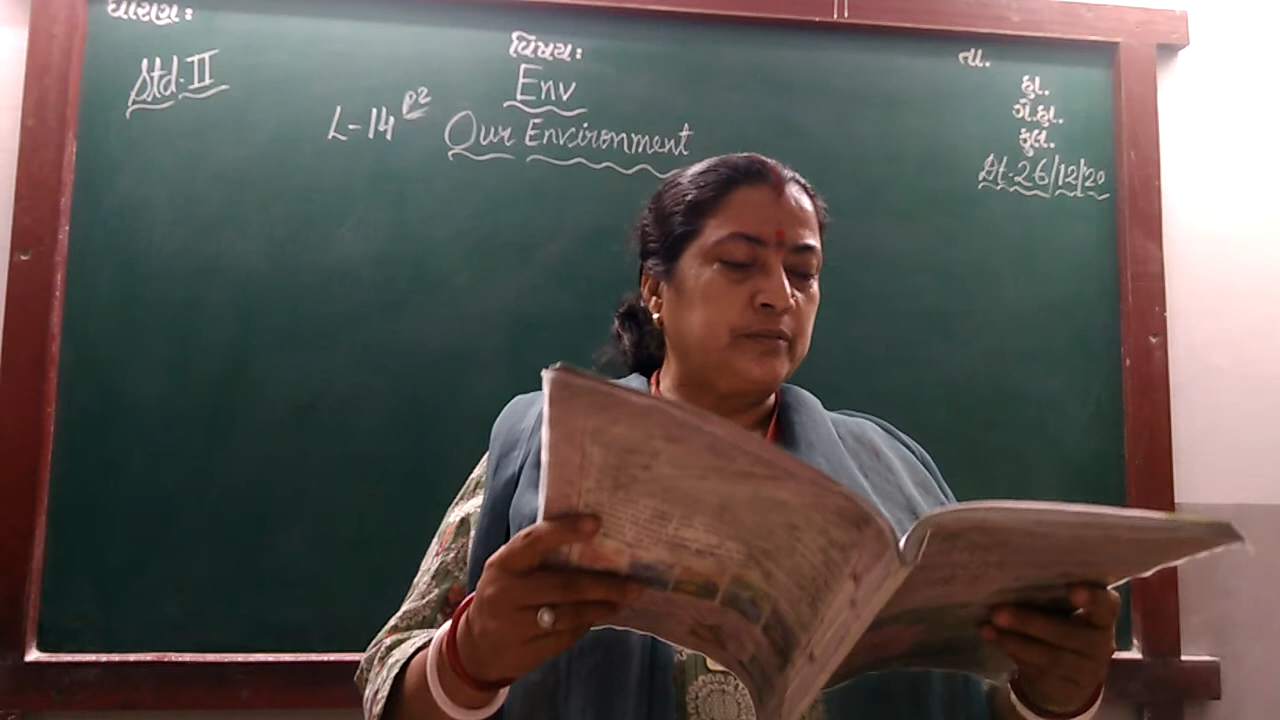 ધોરણ :
Std. II
વિષય :
Env
L-14 P2
Our Environment
તા.
હા.
ગે.હા.
કુલ.
Dt. 26/12/20